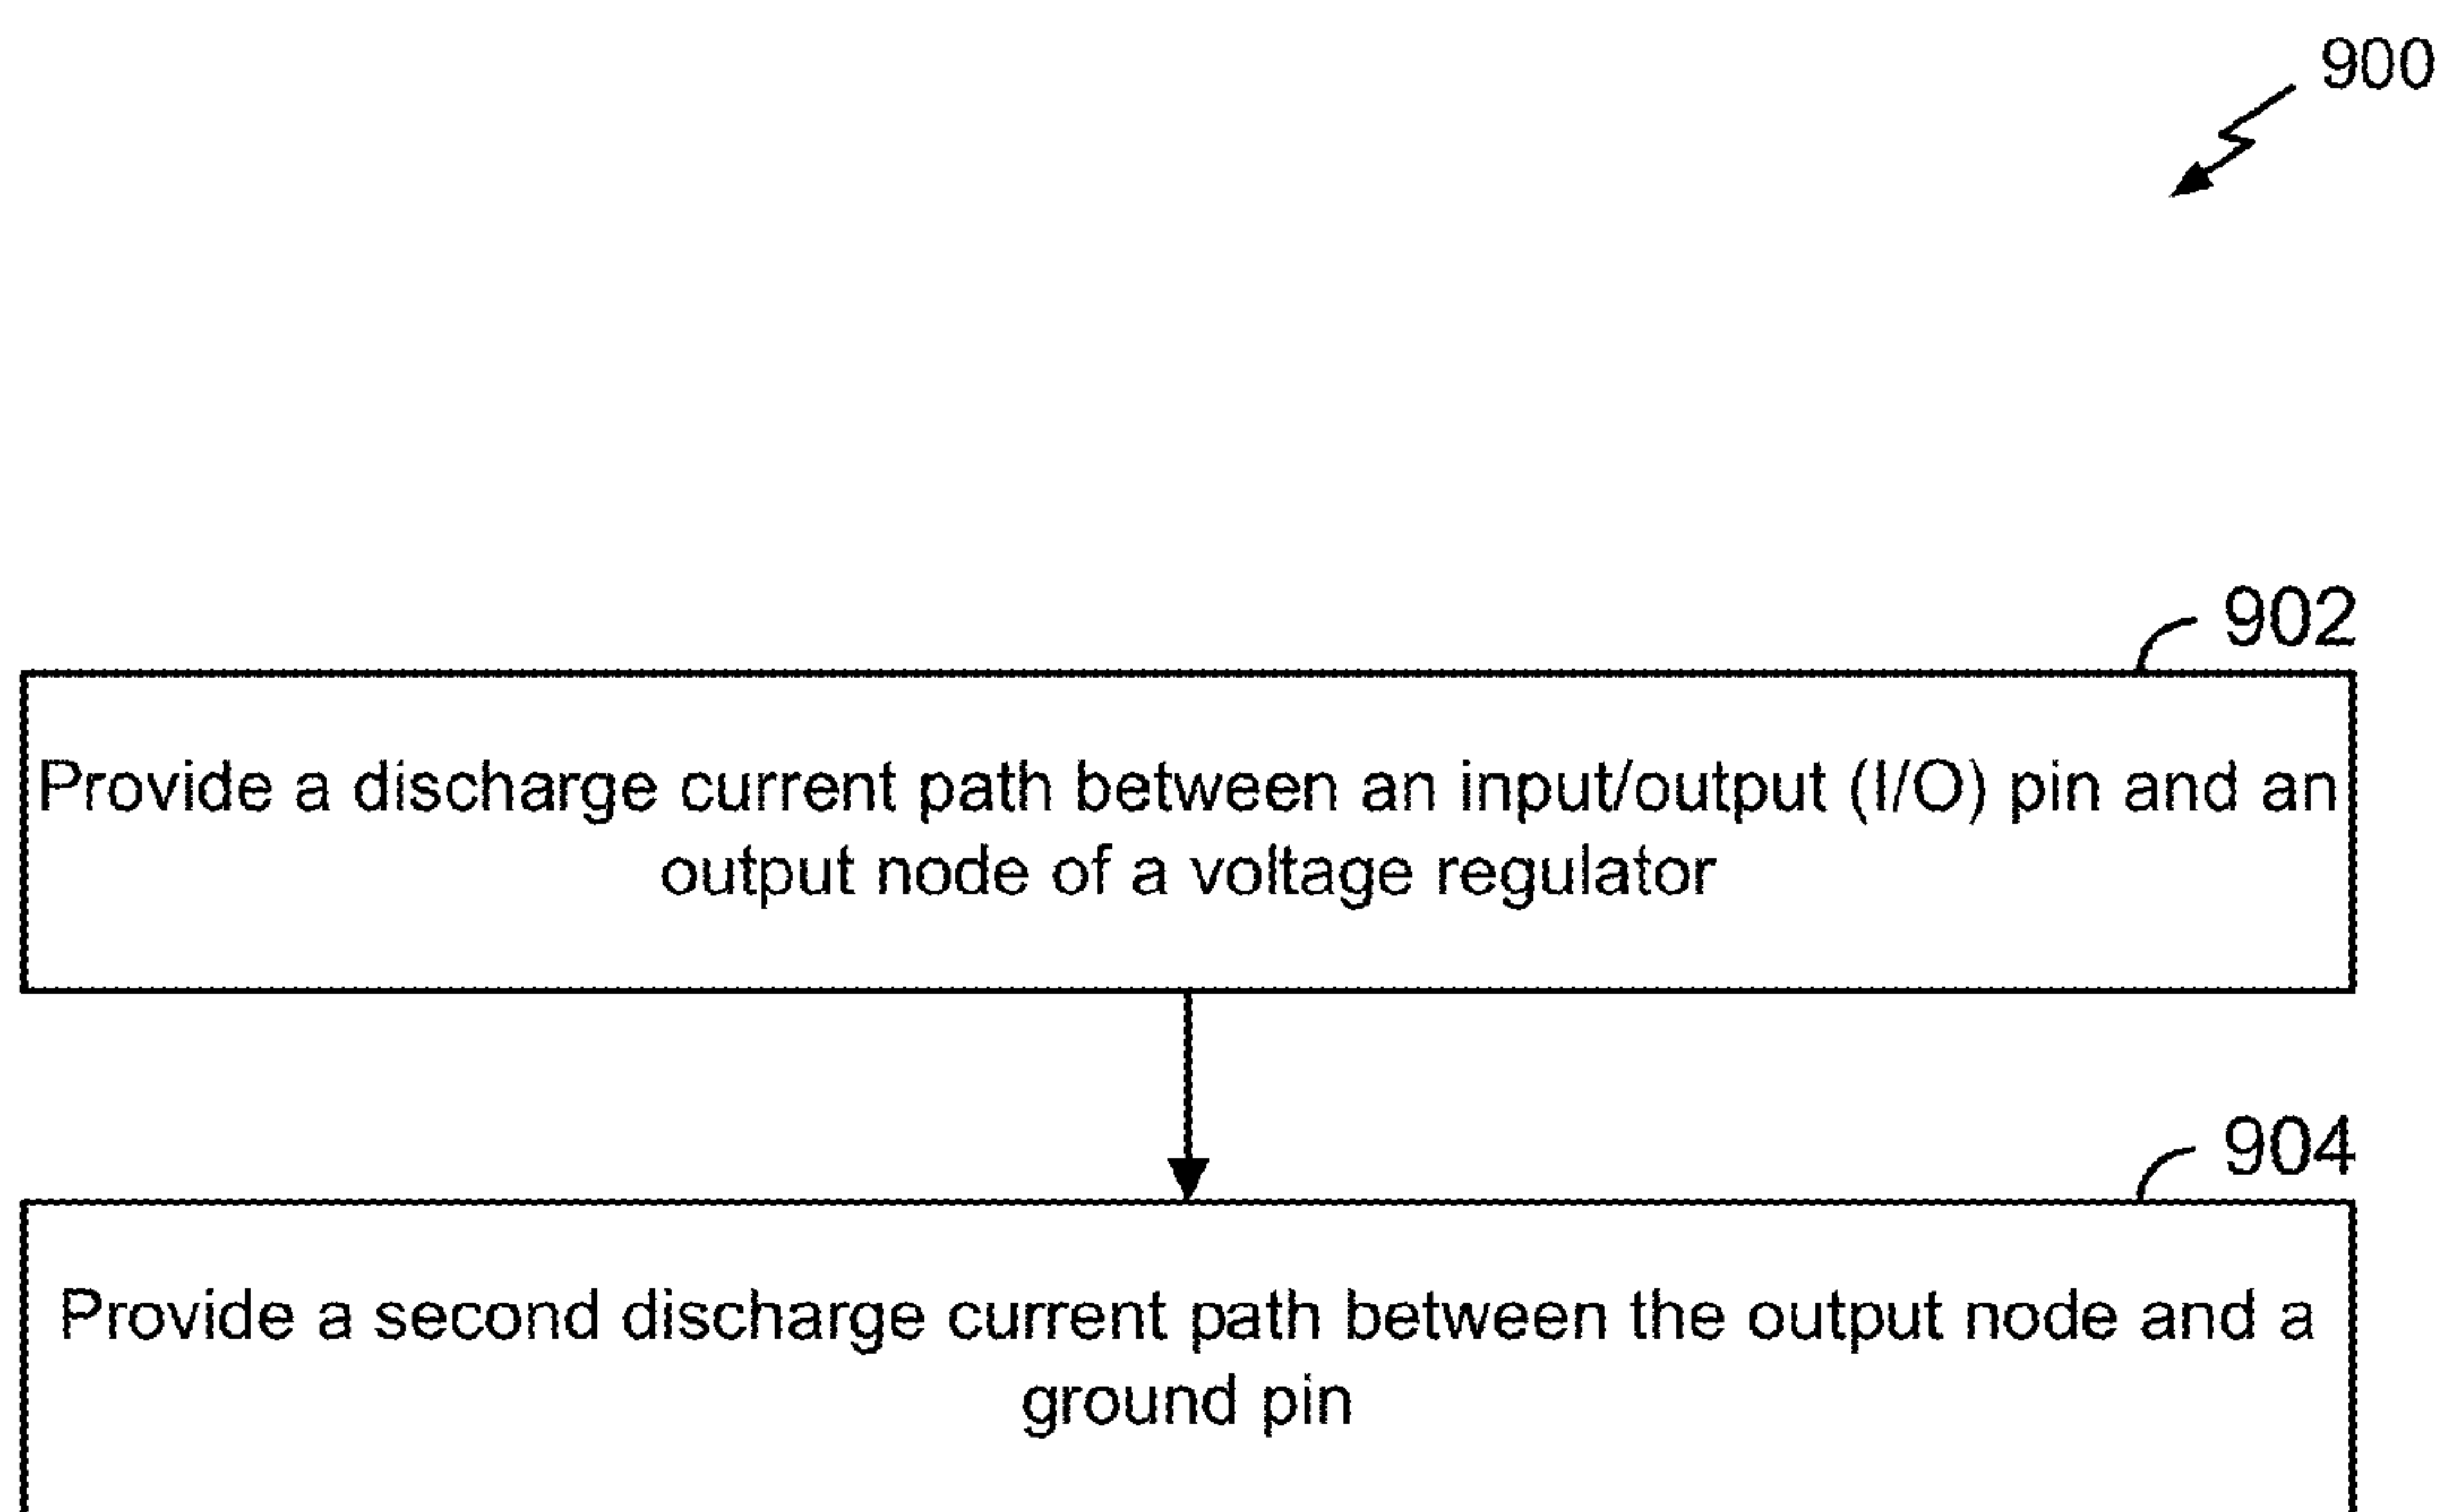 900
902
Provide a discharge current path between an input/output (I/O) pin and an
output node of a voltage regulator
904
Provide a second discharge current path between the output node and a
ground pin